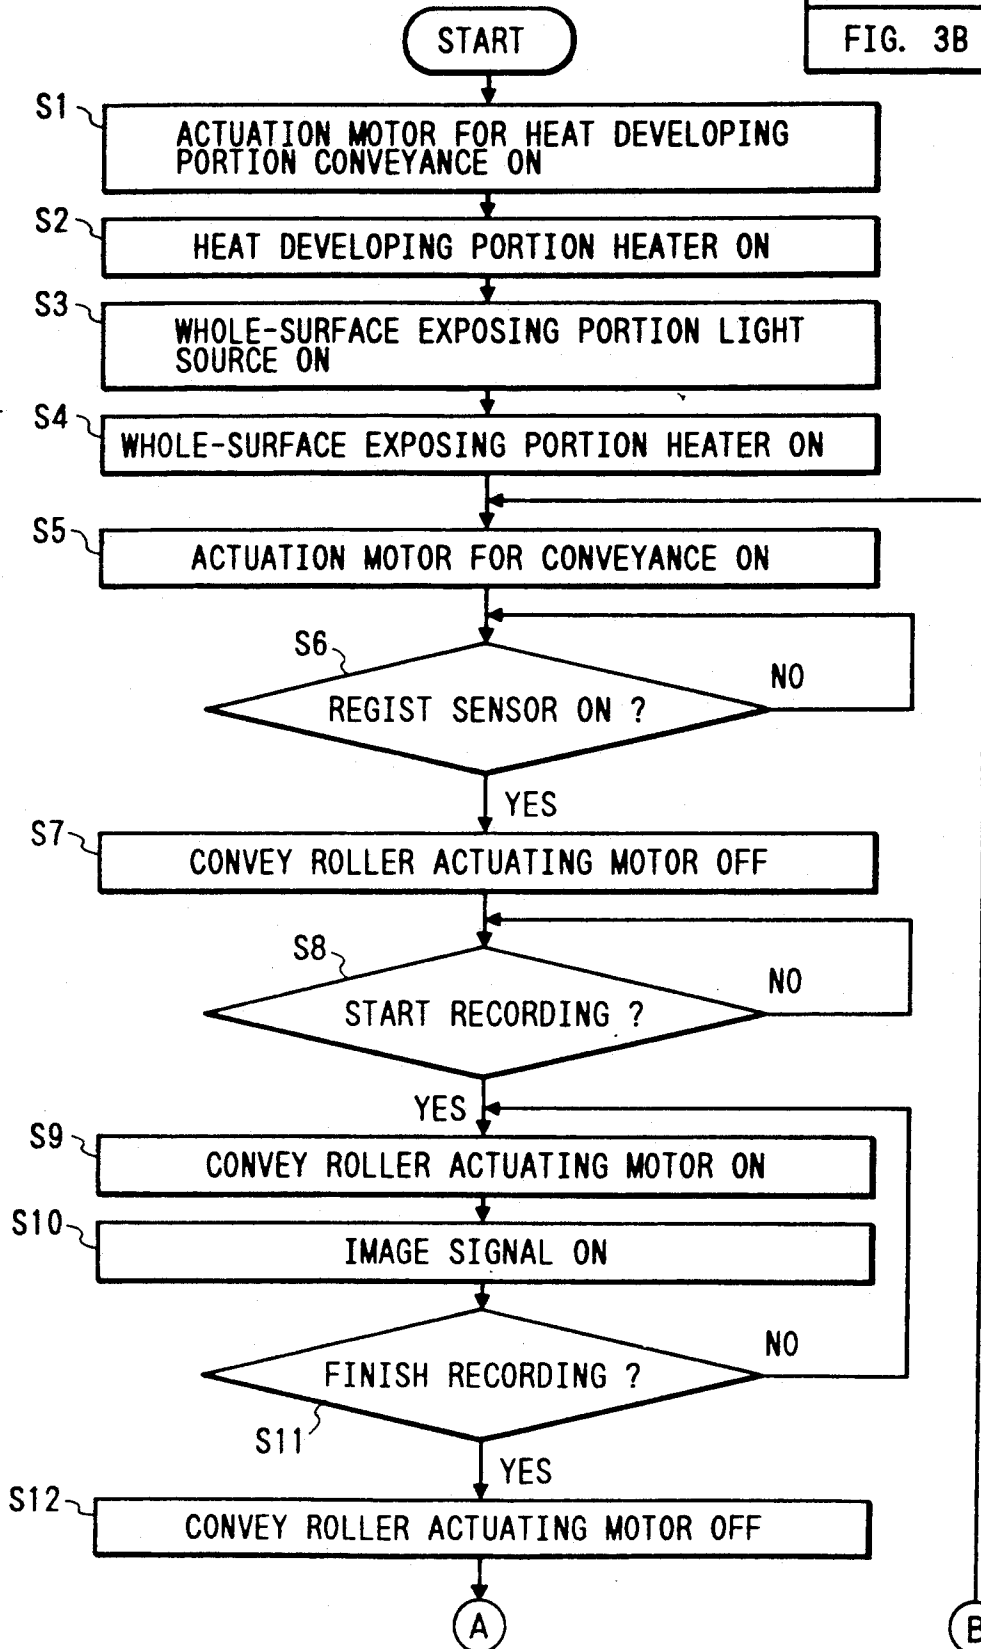 START
FIG. 3B
S1
ACTUATION MOTOR FOR HEAT DEVELOPING
PORTION CONVEYANCE ON
S2
HEAT DEVELOPING PORTION HEATER ON
S3
WHOLE-SURFACE EXPOSING PORTION LIGHT
SOURCE ON
S4
WHOLE-SURFACE EXPOSING PORTION HEATER ON
S5
ACTUATION MOTOR FOR CONVEYANCE ON
S6
REGIST SENSOR ON ?
NO
YES
S7
CONVEY ROLLER ACTUATING MOTOR OFF
S8
START RECORDING ?
NO
YES
S9
CONVEY ROLLER ACTUATING MOTOR ON
S10
IMAGE SIGNAL ON
FINISH RECORDING ?
NO
S11
YES
S12
CONVEY ROLLER ACTUATING MOTOR OFF
A
B